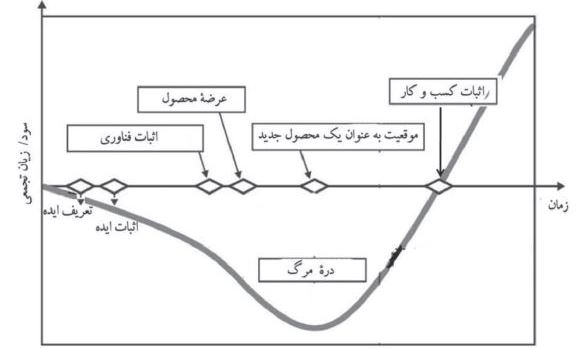 راثبات کسب و کار
عرضهٔ محصول
اثبات فناوری
موقعیت به عنوان یک محصول جدید
سود/ زیان تجمعی
زمان
تعریف ایده
اثبات ایده
درهٔ مرگ